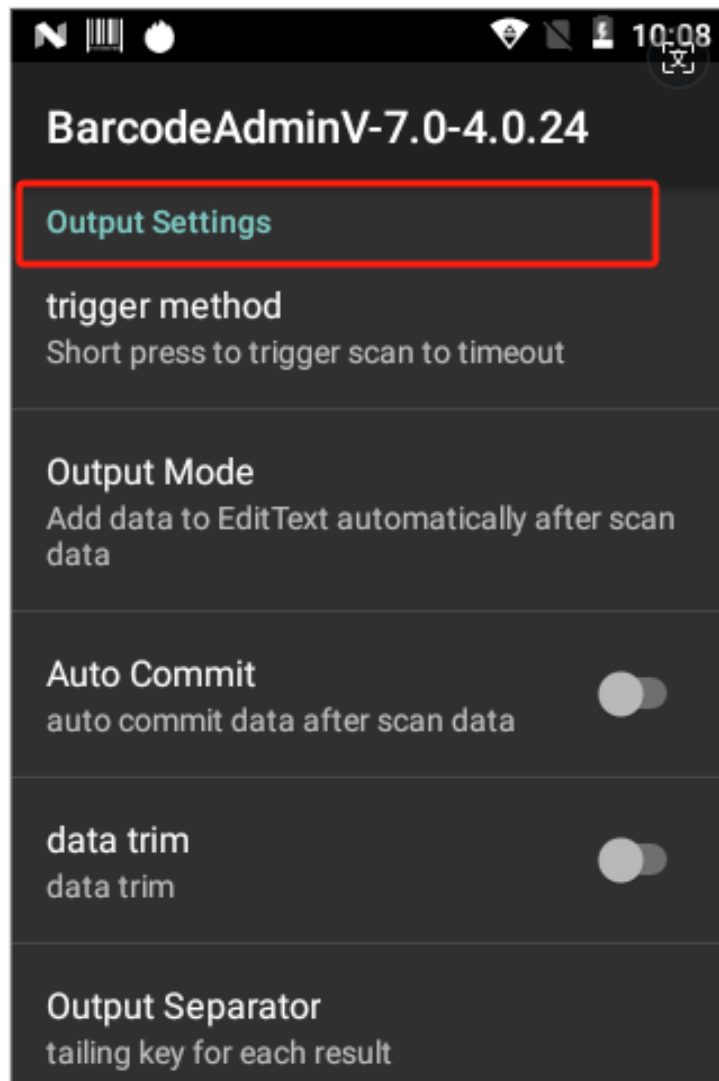 10:08
BarcodeAdminV-7.0-4.0.24
Output Settings
trigger method
Short press to trigger scan to timeout
Output Mode
Add data to EditText automatically after scan
data
Auto Commit
auto commit data after scan data
data trim
data trim
Output Separator
tailing key for each result